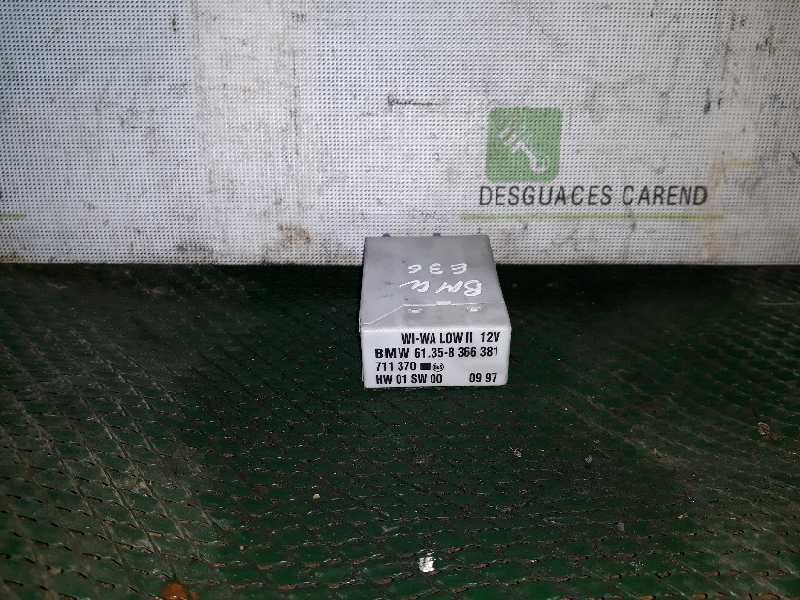 DESGUACES CAREND
BMW
E36
WI-WA LOW II 12V
BMW 61.35-8 366 381
711 370
HW 01 SW 00 09 97